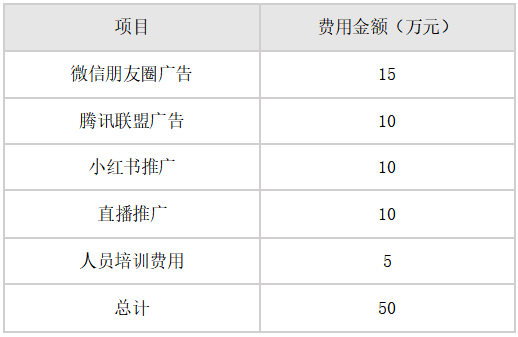 项目 费用金额（万元）
微信朋友圈广告 15
腾讯联盟广告 10
小红书推广 10
直播推广 10
人员培训费用 5
总计 50